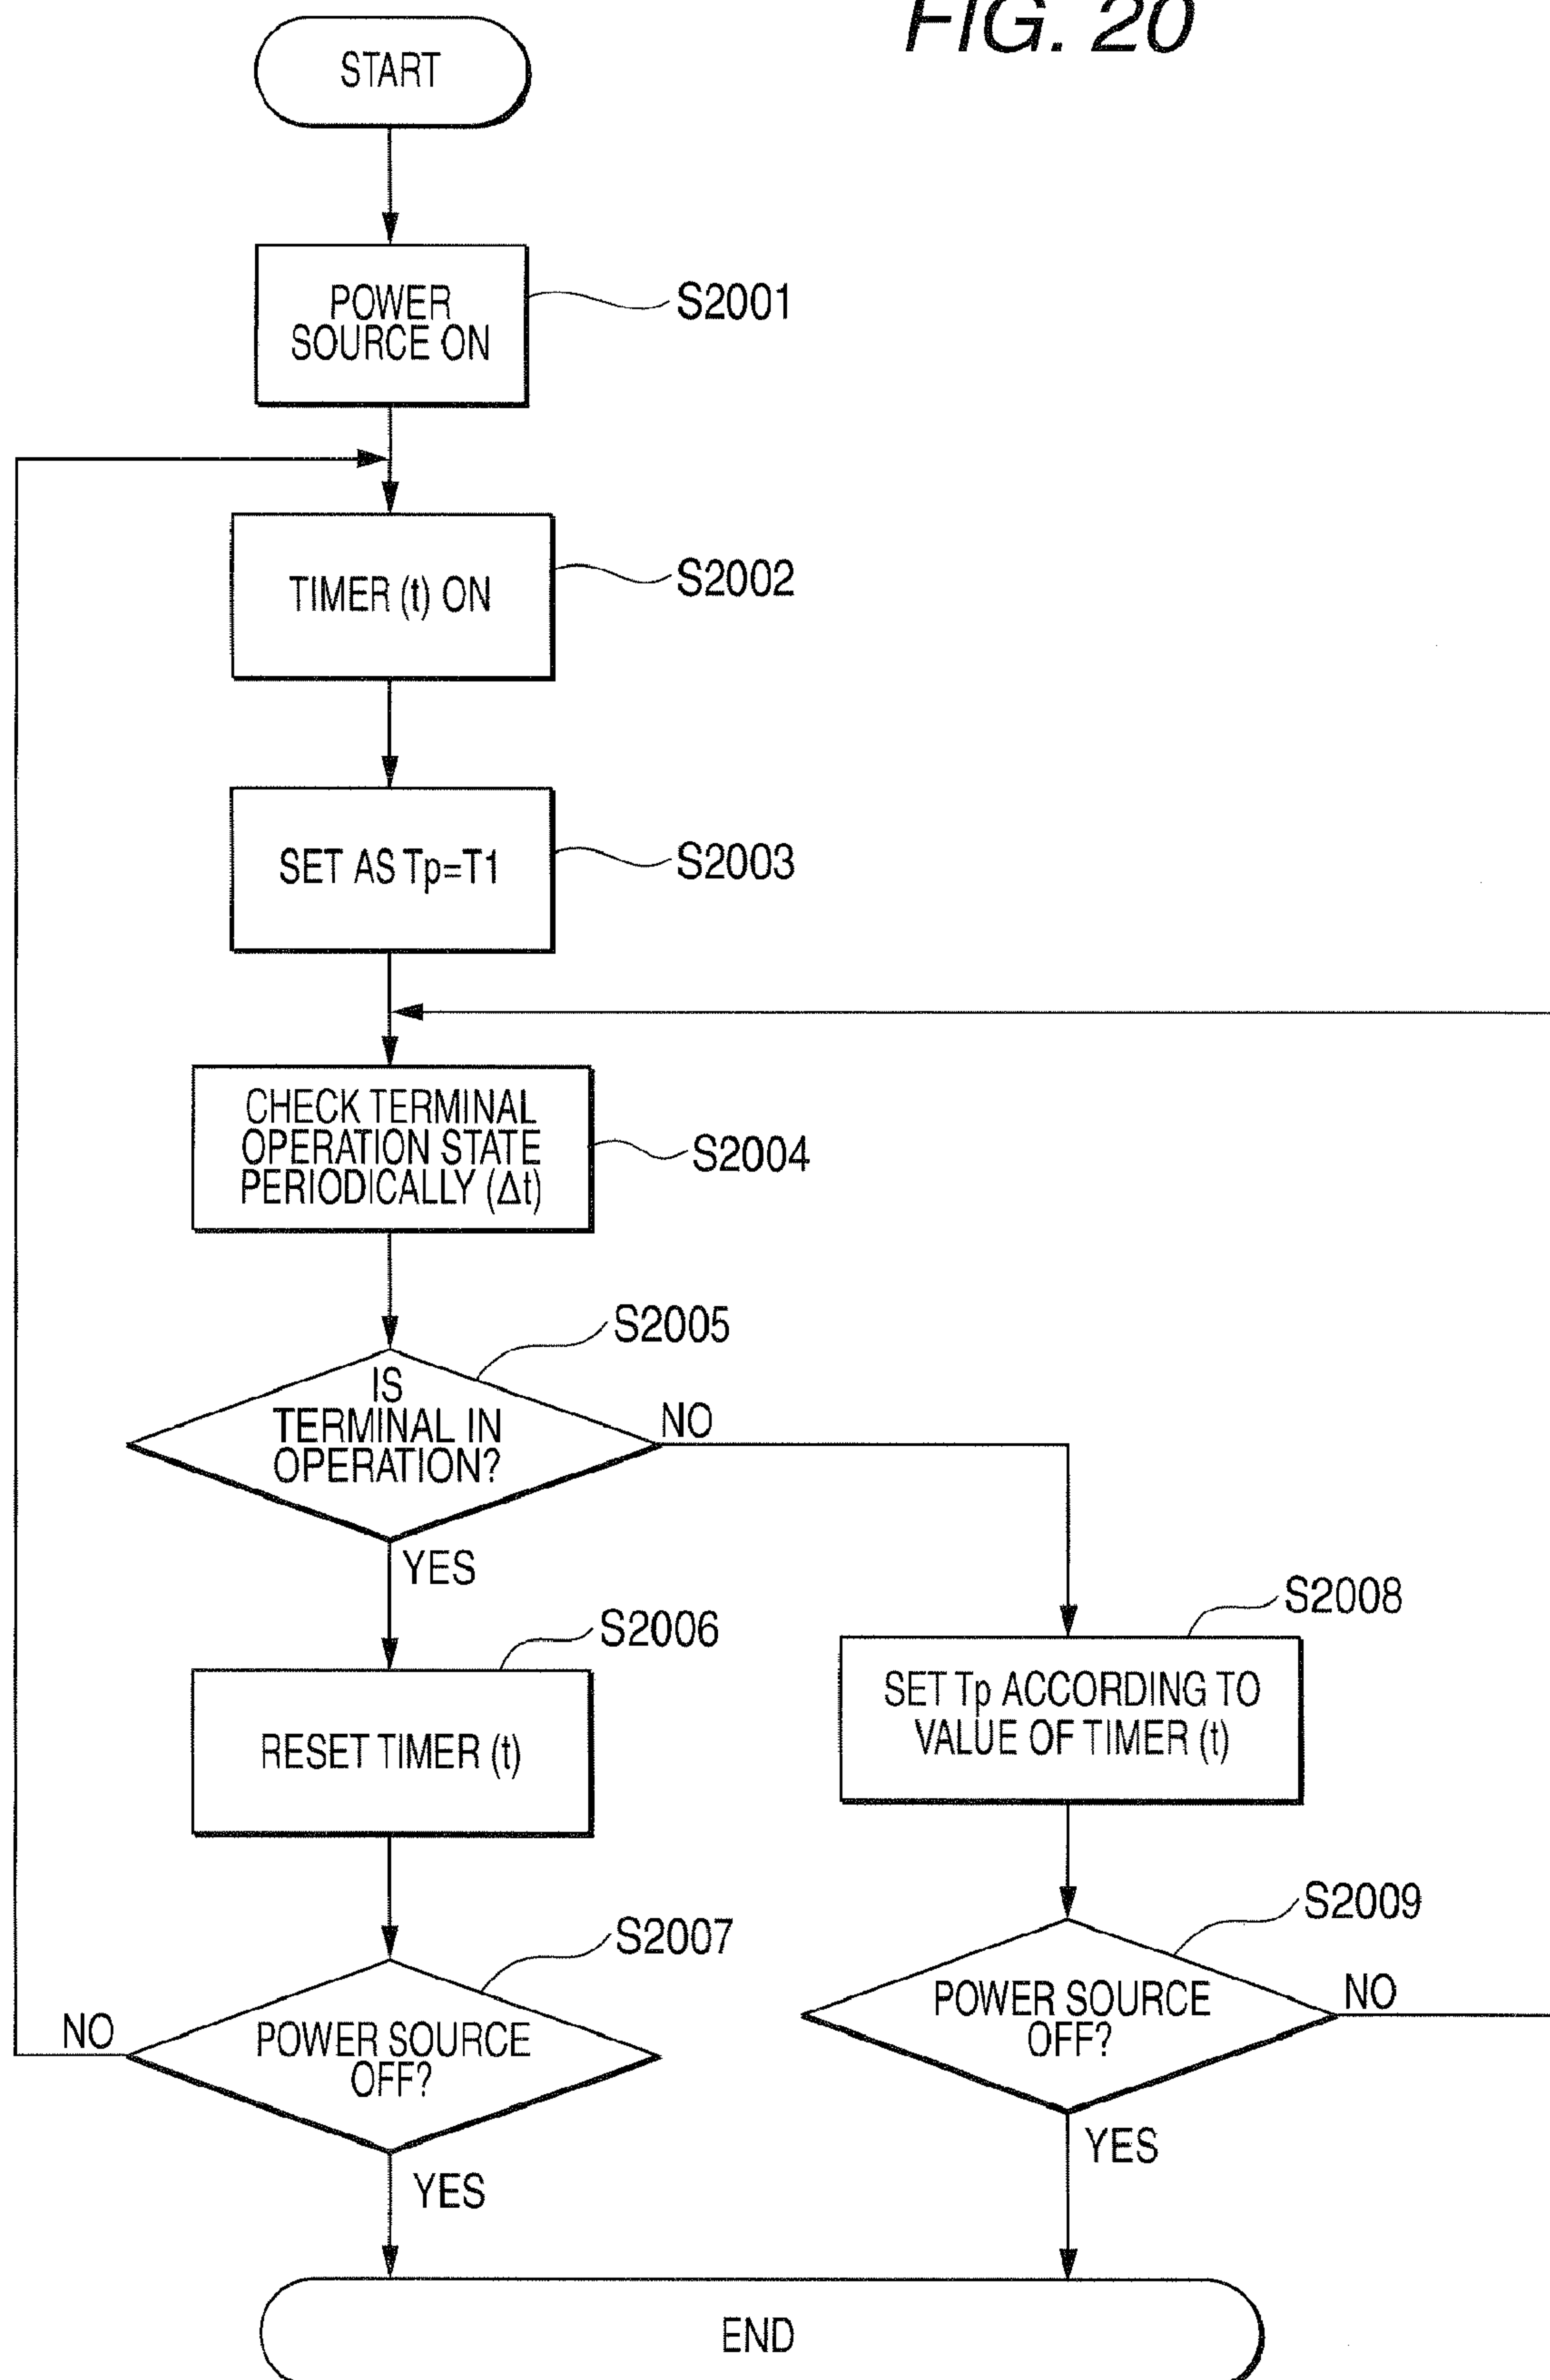 FIG. 20
START
POWER
SOURCE ON
S2001
TIMER (t) ON
S2002
SET AS Tp=T1
S2003
CHECK TERMINAL
OPERATION STATE
PERIODICALLY (Δt)
S2004
S2005
IS
TERMINAL IN
OPERATION?
NO
YES
S2006
RESET TIMER (t)
S2008
SET Tp ACCORDING TO
VALUE OF TIMER (t)
S2007
POWER SOURCE
OFF?
NO
YES
S2009
POWER SOURCE
OFF?
NO
YES
END